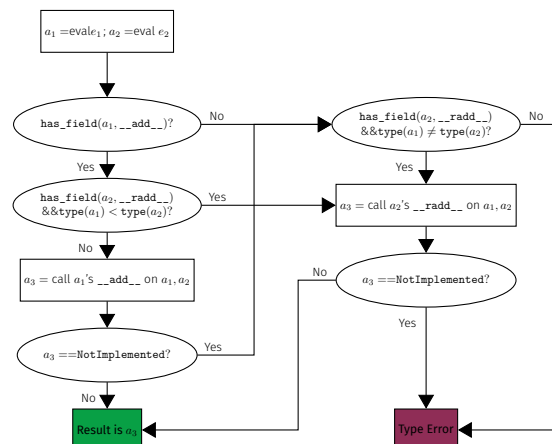 a₁ =evale₁; a₂ =eval e₂
has_field(a₁, __add__)?
No
Yes
has_field(a₂, __radd__)
&&type(a₁) < type(a₂)?
Yes
No
a₃ = call a₁'s __add__ on a₁, a₂
a₃ ==NotImplemented?
Yes
No
Result is a₃
has_field(a₂, __radd__)
&&type(a₁) ≠ type(a₂)?
No
Yes
a₃ = call a₂'s __radd__ on a₁, a₂
a₃ ==NotImplemented?
No
Yes
Type Error